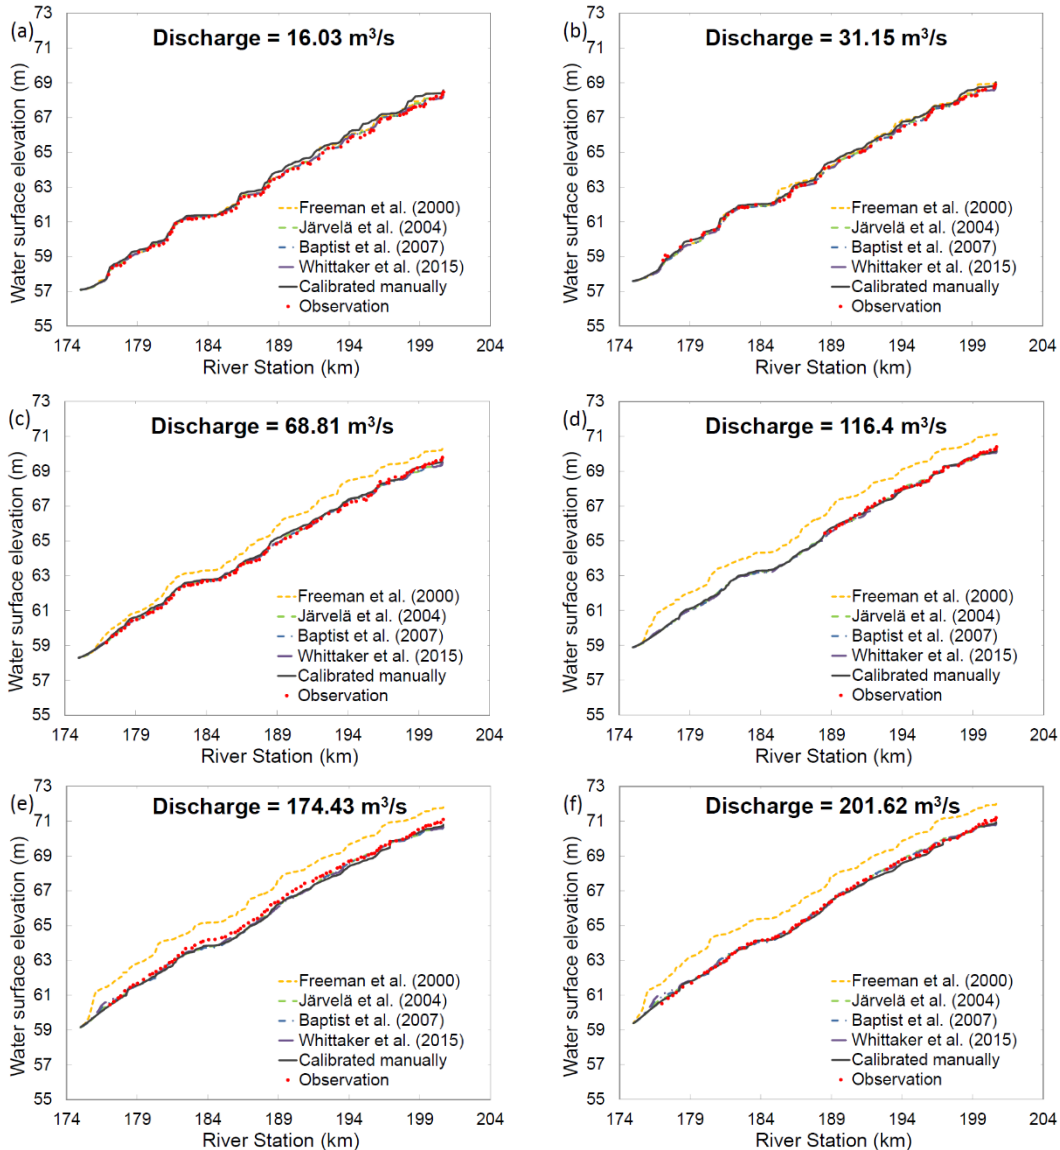 (a)
Discharge = 16.03 m³/s
Water surface elevation (m)
73
71
69
67
65
63
61
59
57
55
Freeman et al. (2000)
Järvelä et al. (2004)
Baptist et al. (2007)
Whittaker et al. (2015)
Calibrated manually
Observation
174 179 184 189 194 199 204
River Station (km)
(b)
Discharge = 31.15 m³/s
Water surface elevation (m)
73
71
69
67
65
63
61
59
57
55
Freeman et al. (2000)
Järvelä et al. (2004)
Baptist et al. (2007)
Whittaker et al. (2015)
Calibrated manually
Observation
174 179 184 189 194 199 204
River Station (km)
(c)
Discharge = 68.81 m³/s
Water surface elevation (m)
73
71
69
67
65
63
61
59
57
55
Freeman et al. (2000)
Järvelä et al. (2004)
Baptist et al. (2007)
Whittaker et al. (2015)
Calibrated manually
Observation
174 179 184 189 194 199 204
River Station (km)
(d)
Discharge = 116.4 m³/s
Water surface elevation (m)
73
71
69
67
65
63
61
59
57
55
Freeman et al. (2000)
Järvelä et al. (2004)
Baptist et al. (2007)
Whittaker et al. (2015)
Calibrated manually
Observation
174 179 184 189 194 199 204
River Station (km)
(e)
Discharge = 174.43 m³/s
Water surface elevation (m)
73
71
69
67
65
63
61
59
57
55
Freeman et al. (2000)
Järvelä et al. (2004)
Baptist et al. (2007)
Whittaker et al. (2015)
Calibrated manually
Observation
174 179 184 189 194 199 204
River Station (km)
(f)
Discharge = 201.62 m³/s
Water surface elevation (m)
73
71
69
67
65
63
61
59
57
55
Freeman et al. (2000)
Järvelä et al. (2004)
Baptist et al. (2007)
Whittaker et al. (2015)
Calibrated manually
Observation
174 179 184 189 194 199 204
River Station (km)